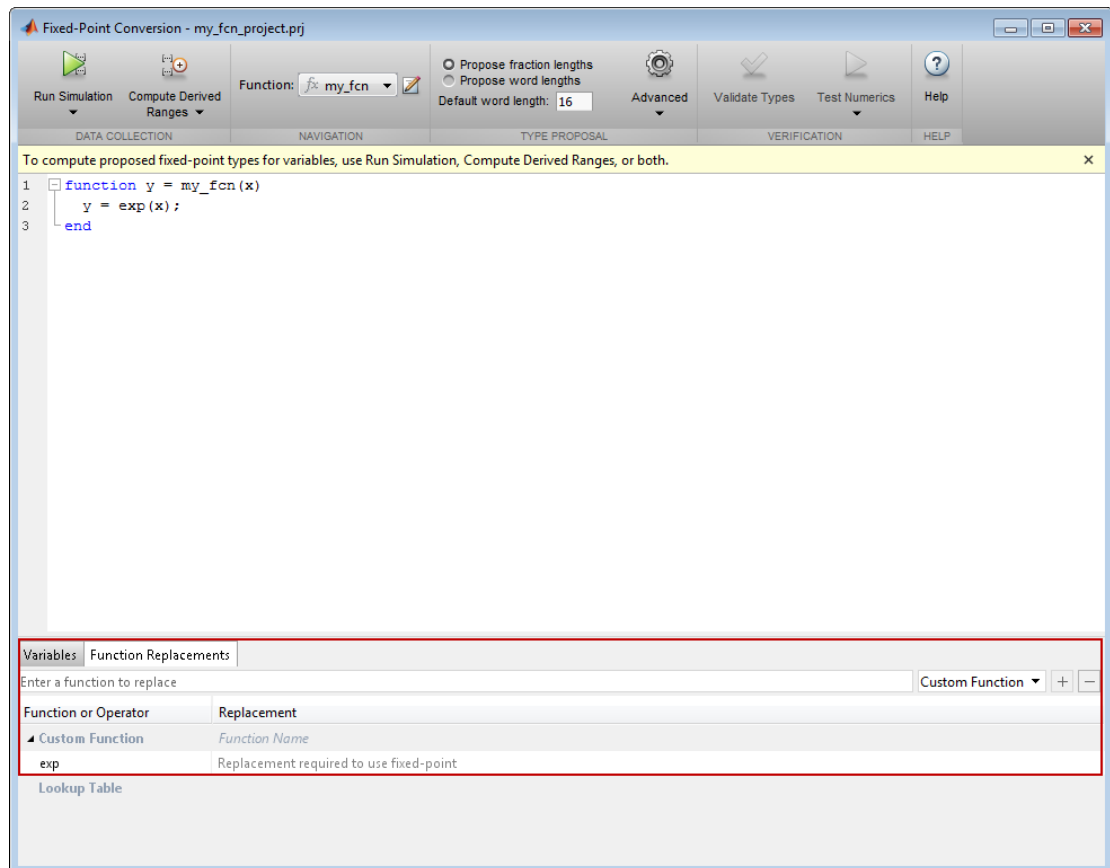 Fixed-Point Conversion - my_fcn_project.prj
Run Simulation
Compute Derived Ranges
DATA COLLECTION
Function: fx my_fcn
NAVIGATION
Propose fraction lengths
Propose word lengths
Default word length: 16
Advanced
TYPE PROPOSAL
Validate Types
Test Numerics
VERIFICATION
?
Help
HELP
To compute proposed fixed-point types for variables, use Run Simulation, Compute Derived Ranges, or both.
1 function y = my_fcn(x)
2 y = exp(x);
3 end
Variables Function Replacements
Enter a function to replace Custom Function + −
Function or Operator Replacement
Custom Function Function Name
exp Replacement required to use fixed-point
Lookup Table